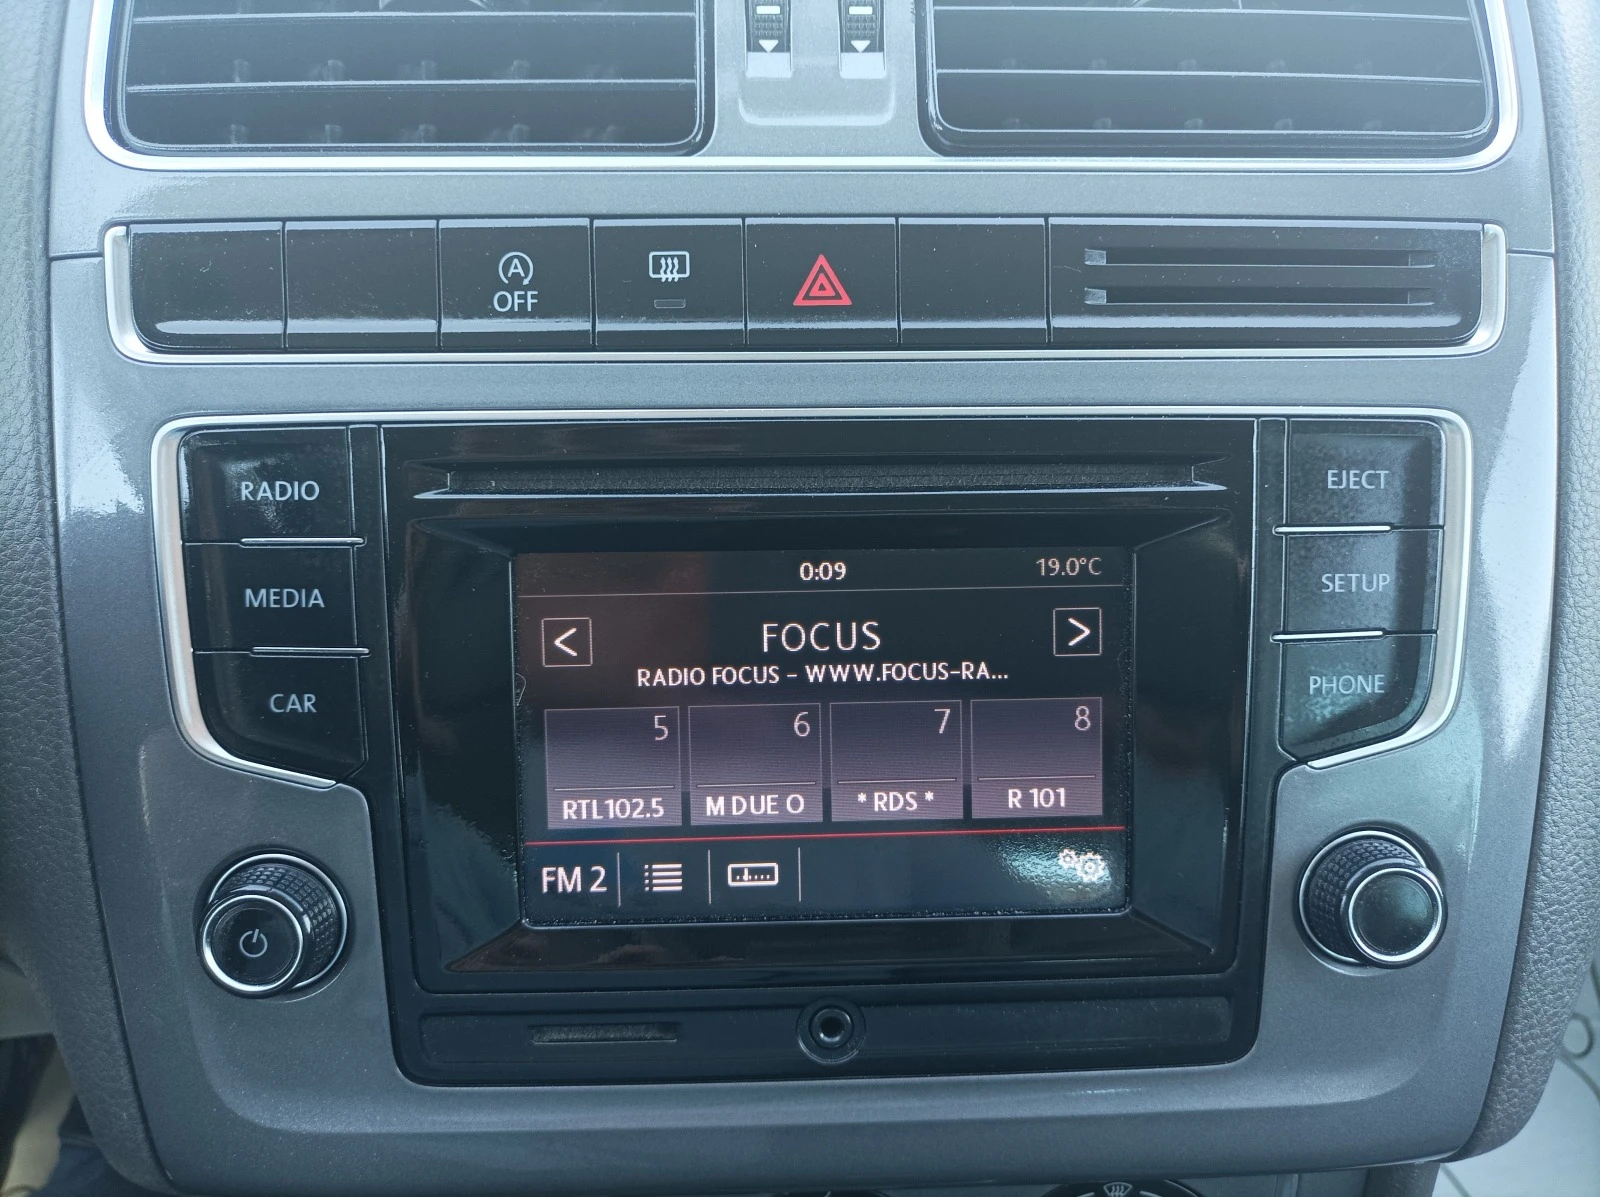 A
OFF
RADIO
MEDIA
CAR
EJECT
SETUP
PHONE
0:09
19.0°C
<
FOCUS
>
RADIO FOCUS - WWW.FOCUS-RA...
5
6
7
8
RTL102.5
M DUE O
* RDS *
R 101
FM 2